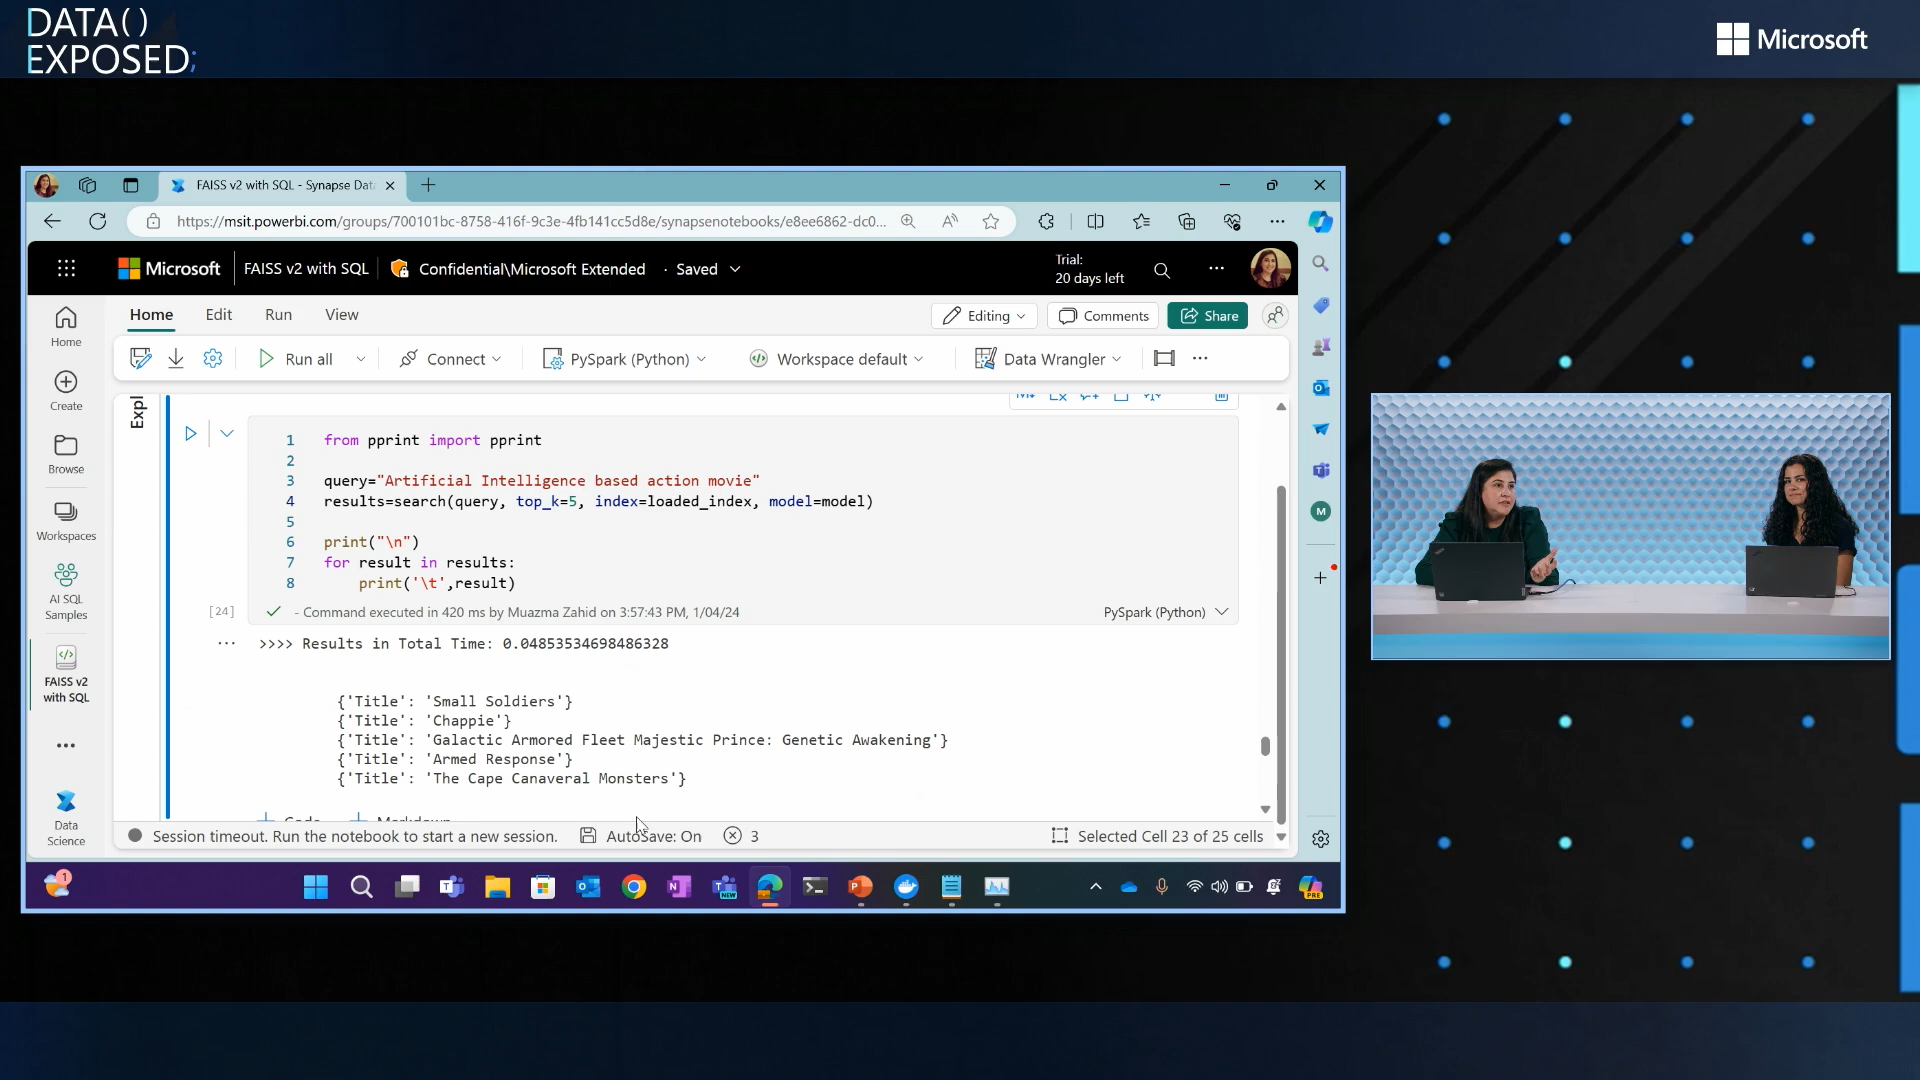 DATA()
EXPOSED;
Microsoft
FAISS v2 with SQL - Synapse Dat
https://msit.powerbi.com/groups/700101bc-8758-416f-9c3e-4fb141cc5d8e/synapsenotebooks/e8ee6862-dc0...
Microsoft
FAISS v2 with SQL
Confidential\Microsoft Extended · Saved
Trial:
20 days left
Home
Edit
Run
View
Editing
Comments
Share
Run all
Connect
PySpark (Python)
Workspace default
Data Wrangler
Home
Create
Browse
Workspaces
AI SQL
Samples
FAISS v2
with SQL
Data
Science
Expl
1 from pprint import pprint
2
3 query="Artificial Intelligence based action movie"
4 results=search(query, top_k=5, index=loaded_index, model=model)
5
6 print("\n")
7 for result in results:
8 print('\t',result)
[24] - Command executed in 420 ms by Muazma Zahid on 3:57:43 PM, 1/04/24 PySpark (Python)
... >>>> Results in Total Time: 0.04853534698486328
{'Title': 'Small Soldiers'}
{'Title': 'Chappie'}
{'Title': 'Galactic Armored Fleet Majestic Prince: Genetic Awakening'}
{'Title': 'Armed Response'}
{'Title': 'The Cape Canaveral Monsters'}
Code Markdown
Session timeout. Run the notebook to start a new session. AutoSave: On 3 Selected Cell 23 of 25 cells
M
1
NEW
PRE